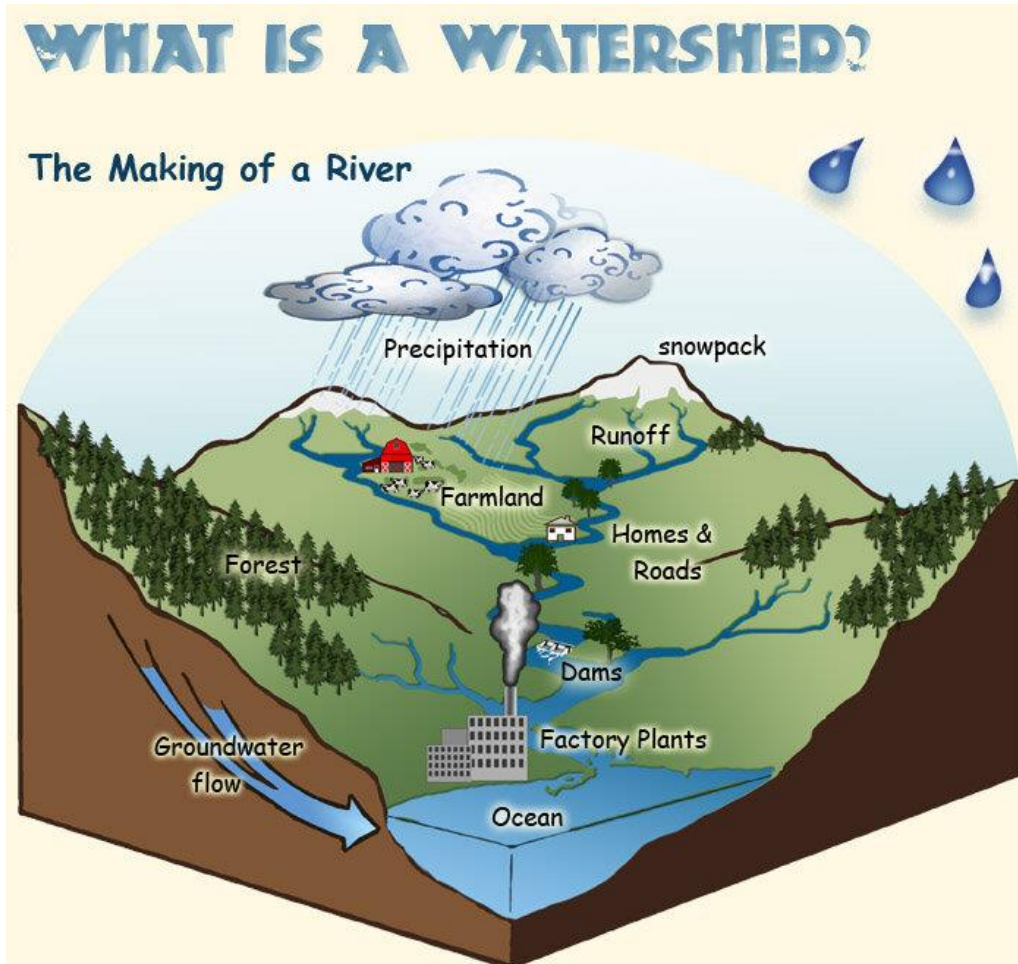 WHAT IS A WATERSHED?
The Making of a River
Precipitation
snowpack
Runoff
Farmland
Homes &
Roads
Forest
Dams
Groundwater
flow
Factory Plants
Ocean